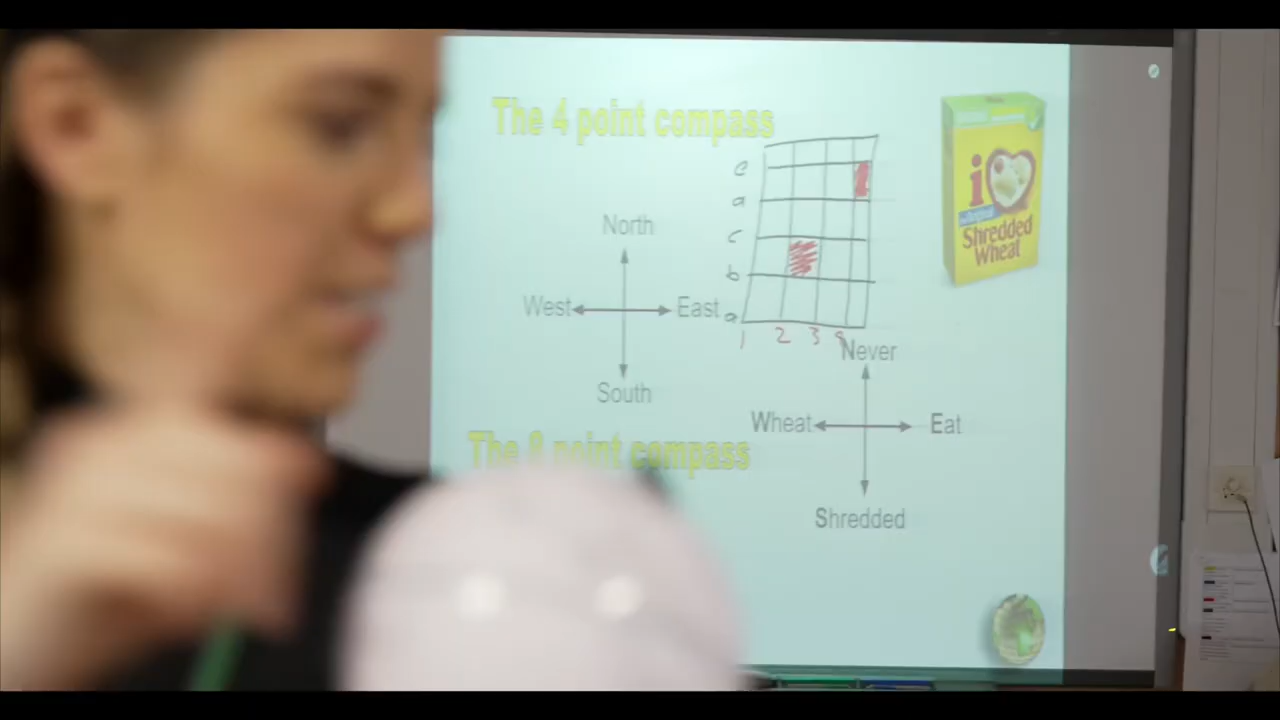 The 4 point compass
North
West East
South
e
a
c
b
a
1 2 3
Never
Wheat Eat
Shredded
The 8 point compass
i
Shredded
Wheat